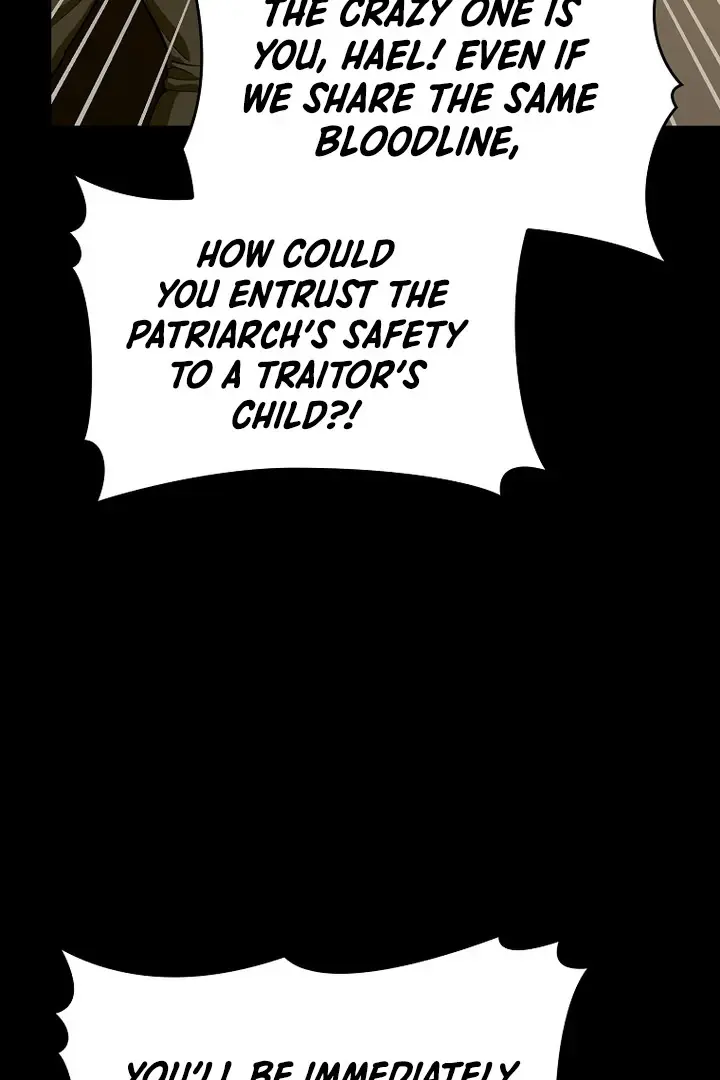 THE CRAZY ONE IS
YOU, HAEL! EVEN IF
WE SHARE THE SAME
BLOODLINE,
HOW COULD
YOU ENTRUST THE
PATRIARCH'S SAFETY
TO A TRAITOR'S
CHILD?!
YOU'LL BE IMMEDIATELY